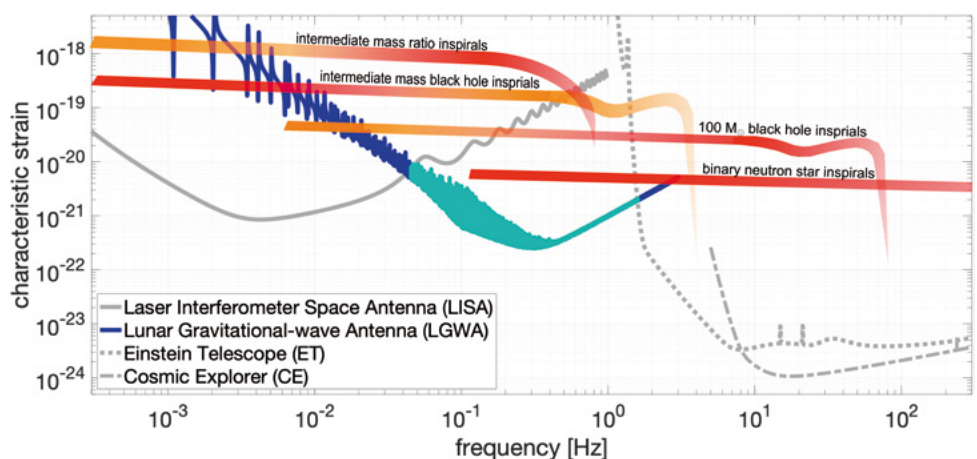 10⁻¹⁸
10⁻¹⁹
10⁻²⁰
10⁻²¹
10⁻²²
10⁻²³
10⁻²⁴
characteristic strain
intermediate mass ratio inspirals
intermediate mass black hole insprials
100 M☉ black hole insprials
binary neutron star inspirals
Laser Interferometer Space Antenna (LISA)
Lunar Gravitational-wave Antenna (LGWA)
Einstein Telescope (ET)
Cosmic Explorer (CE)
10⁻³ 10⁻² 10⁻¹ 10⁰ 10¹ 10²
frequency [Hz]